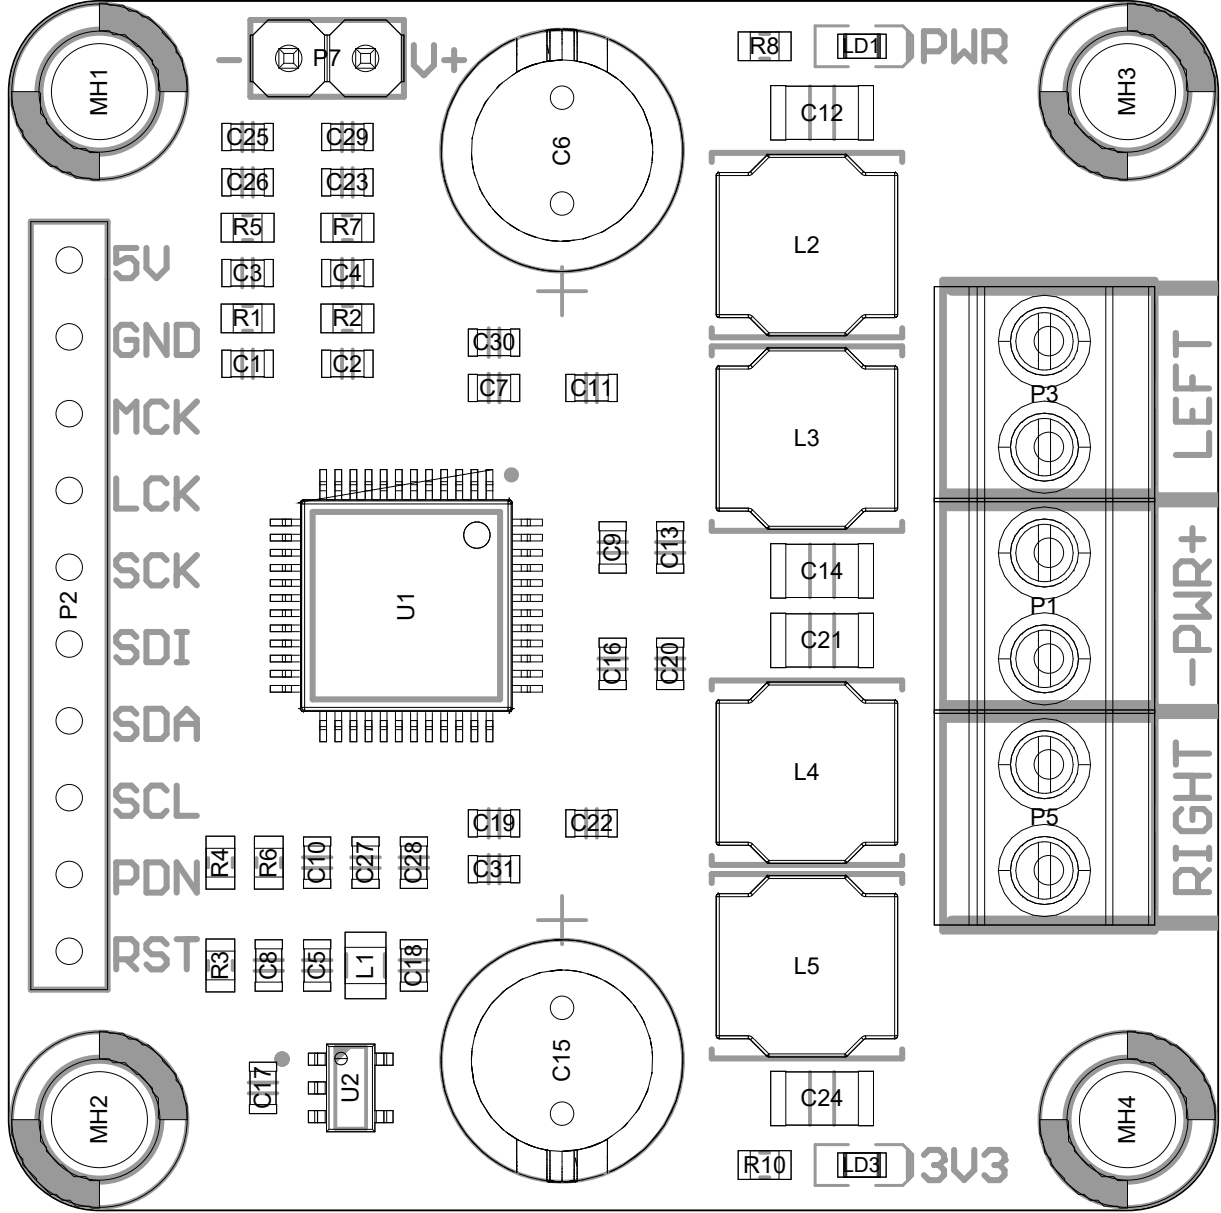 MH1
- P7 V+
C6
R8 LD1 PWR
MH3
C12
C25 C29
C26 C23
R5 R7
C3 C4
R1 R2
C1 C2
L2
5V
GND
MCK
LCK
SCK
P2
SDI
SDA
SCL
PDN
RST
C30
C7 C11
L3
P3
LEFT
U1
C9 C13
C14
P1
-PWR+
C16 C20
C21
L4
P5
RIGHT
C19 C22
C31
R4 R6 C10 C27 C28
R3 C8 C5 L1 C18
L5
C17 U2
C15
C24
MH2
MH4
R10 LD3 3V3